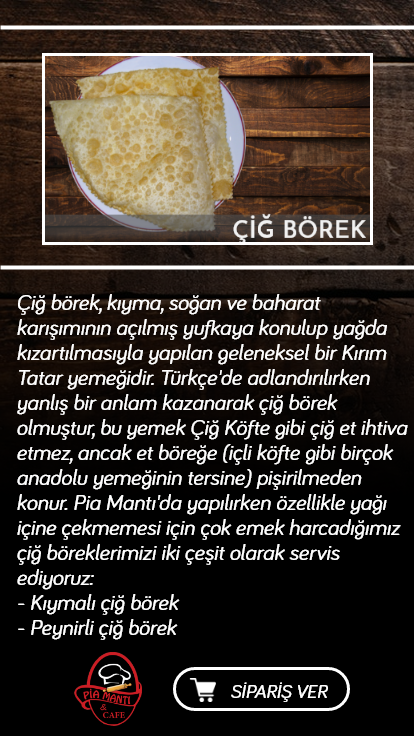 ÇİĞ BÖREK
Çiğ börek, kıyma, soğan ve baharat
karışımının açılmış yufkaya konulup yağda
kızartılmasıyla yapılan geleneksel bir Kırım
Tatar yemeğidir. Türkçe'de adlandırılırken
yanlış bir anlam kazanarak çiğ börek
olmuştur, bu yemek Çiğ Köfte gibi çiğ et ihtiva
etmez, ancak et böreğe (içli köfte gibi birçok
anadolu yemeğinin tersine) pişirilmeden
konur. Pia Mantı'da yapılırken özellikle yağı
içine çekmemesi için çok emek harcadığımız
çiğ böreklerimizi iki çeşit olarak servis
ediyoruz:
- Kıymalı çiğ börek
- Peynirli çiğ börek
PİA MANTI
&
CAFE
SİPARİŞ VER